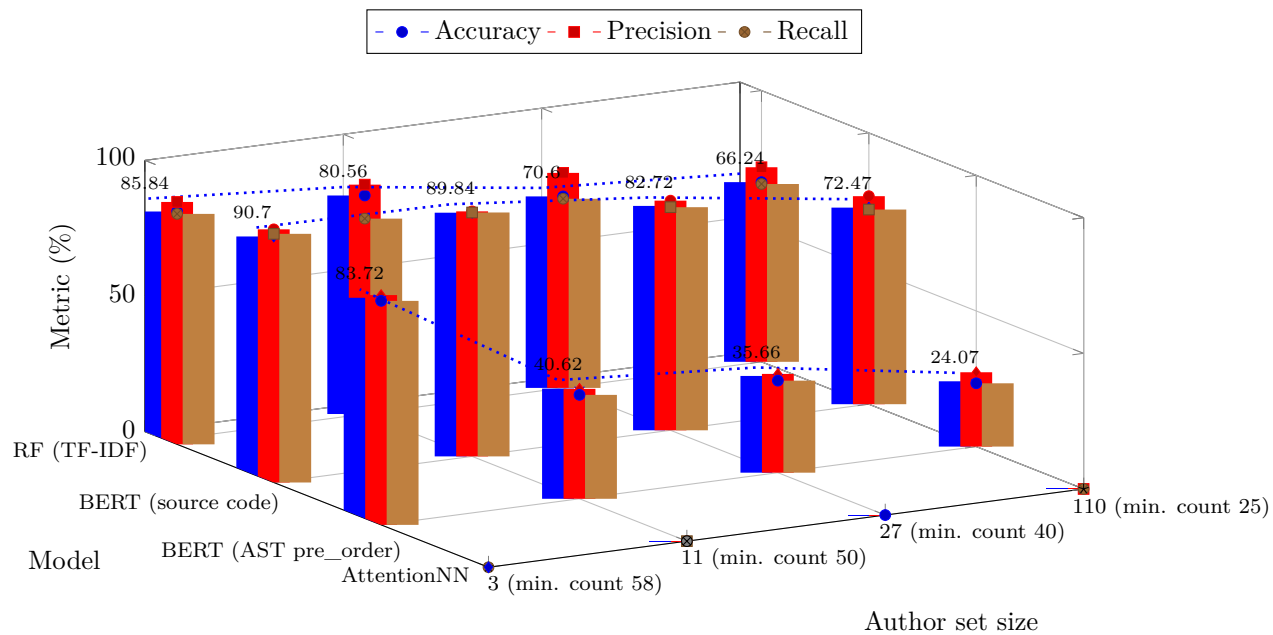 Accuracy Precision Recall
100
50
0
Metric (%)
85.84
80.56
70.6
66.24
90.7
89.84
82.72
72.47
83.72
40.62
35.66
24.07
RF (TF-IDF)
BERT (source code)
BERT (AST pre_order)
AttentionNN
Model
3 (min. count 58)
11 (min. count 50)
27 (min. count 40)
110 (min. count 25)
Author set size